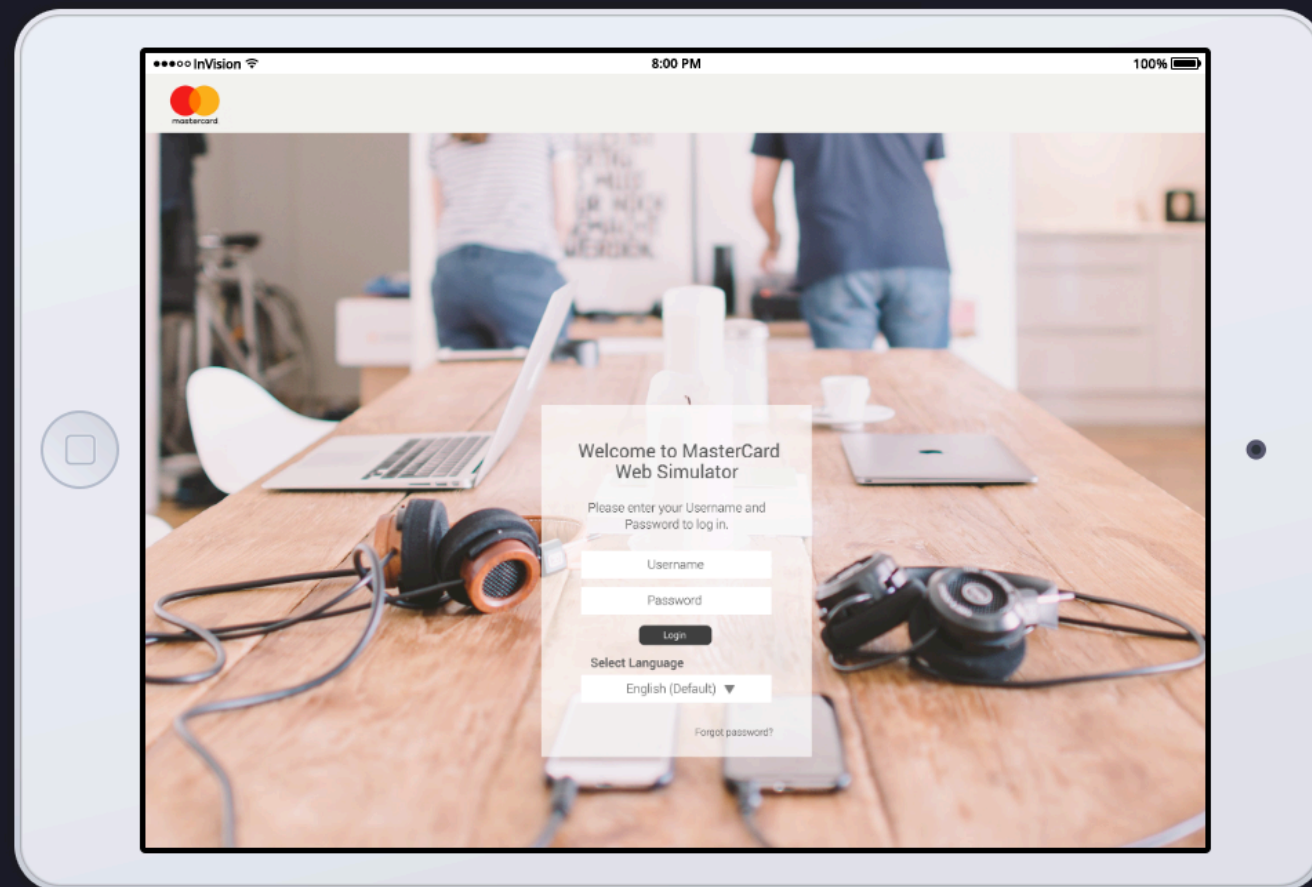 InVision
8:00 PM
100%
mastercard
Welcome to MasterCard
Web Simulator
Please enter your Username and
Password to log in.
Username
Password
Login
Select Language
English (Default)
Forgot password?